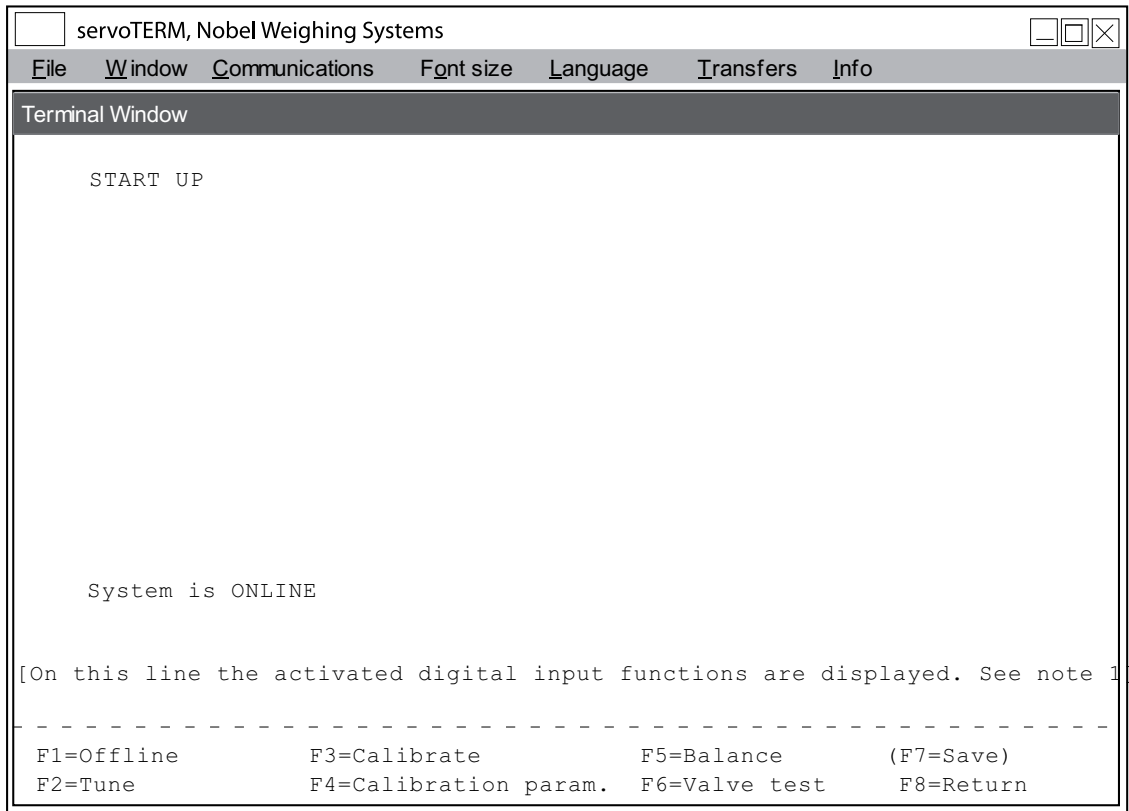 servoTERM, Nobel Weighing Systems
File Window Communications Font size Language Transfers Info
Terminal Window
START UP
System is ONLINE
[On this line the activated digital input functions are displayed. See note 1]
F1=Offline F3=Calibrate F5=Balance (F7=Save)
F2=Tune F4=Calibration param. F6=Valve test F8=Return